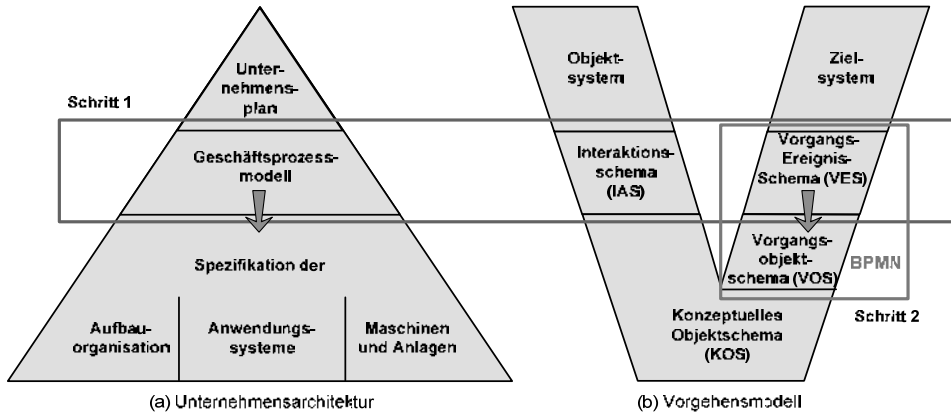 Schritt 1
Unter-
nehmens-
plan
Geschäftsprozess-
modell
Spezifikation der
Aufbau-
organisation
Anwendungs-
systeme
Maschinen
und Anlagen
(a) Unternehmensarchitektur
Objekt-
system
Ziel-
system
Interaktions-
schema
(IAS)
Vorgangs-
Ereignis-
Schema (VES)
Vorgangs-
objekt-
schema (VOS)
BPMN
Schritt 2
Konzeptuelles
Objektschema
(KOS)
(b) Vorgehensmodell